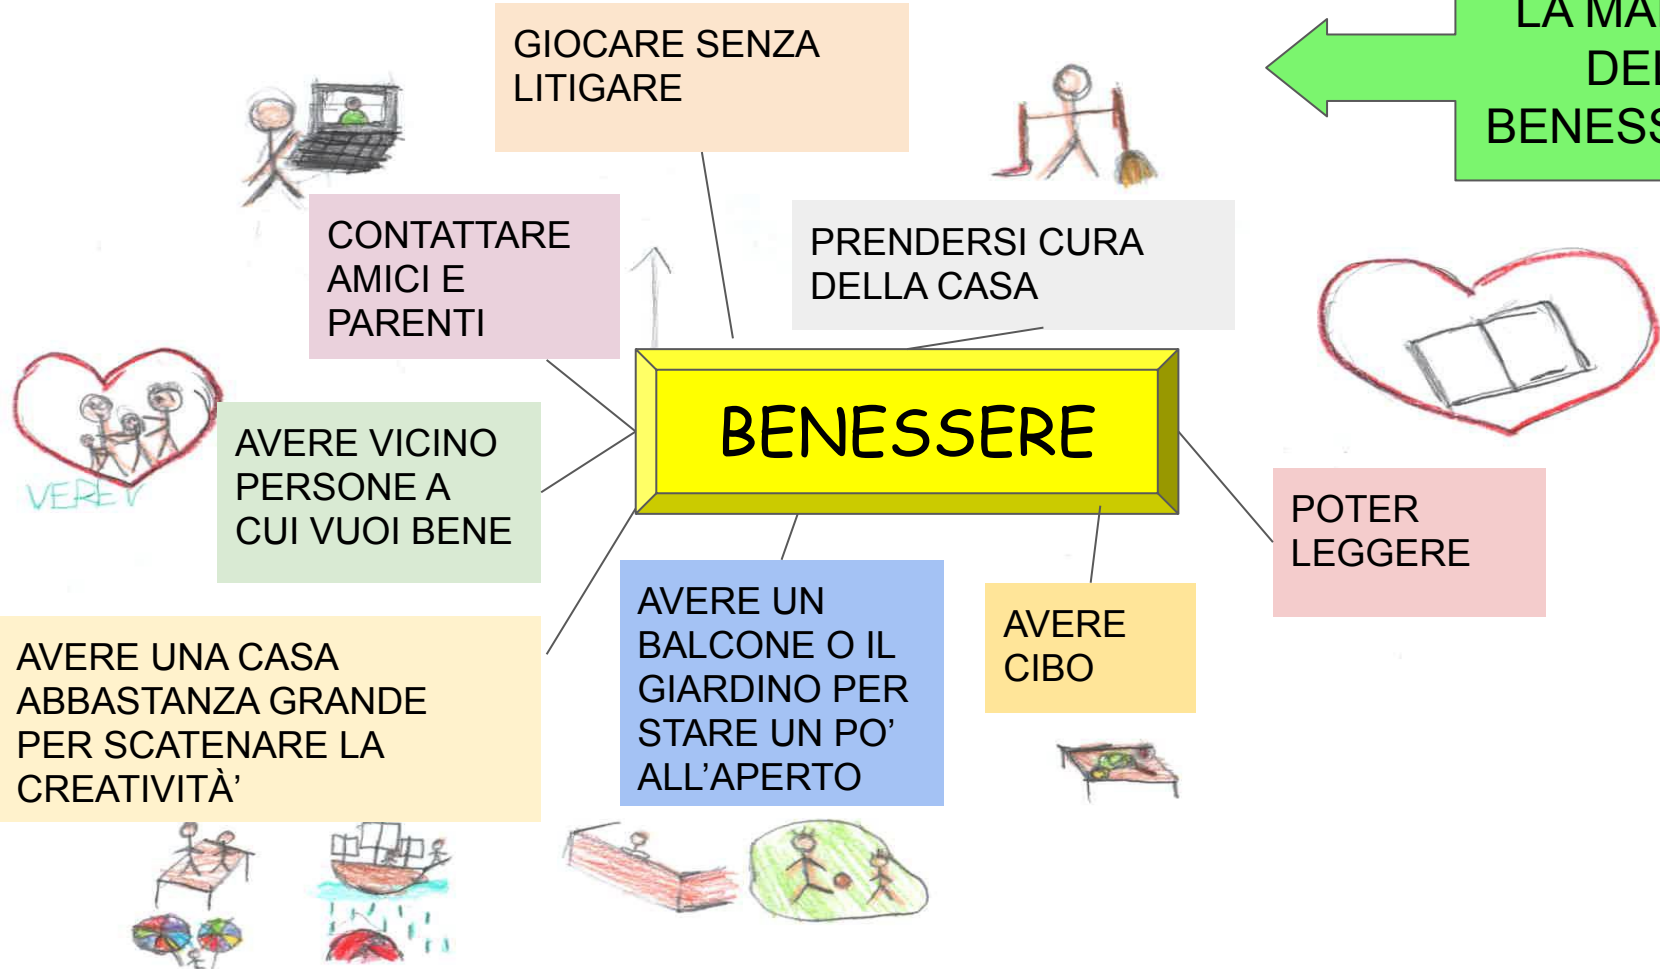 GIOCARE SENZA
LITIGARE
LA MA
DE
BENESS
CONTATTARE
AMICI E
PARENTI
PRENDERSI CURA
DELLA CASA
BENESSERE
AVERE VICINO
PERSONE A
CUI VUOI BENE
VERE V
POTER
LEGGERE
AVERE UNA CASA
ABBASTANZA GRANDE
PER SCATENARE LA
CREATIVITÀ’
AVERE UN
BALCONE O IL
GIARDINO PER
STARE UN PO’
ALL’APERTO
AVERE
CIBO